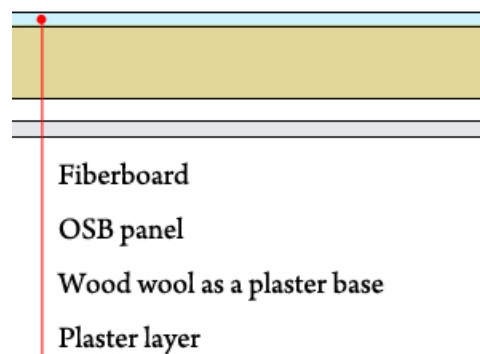 Fiberboard
OSB panel
Wood wool as a plaster base
Plaster layer